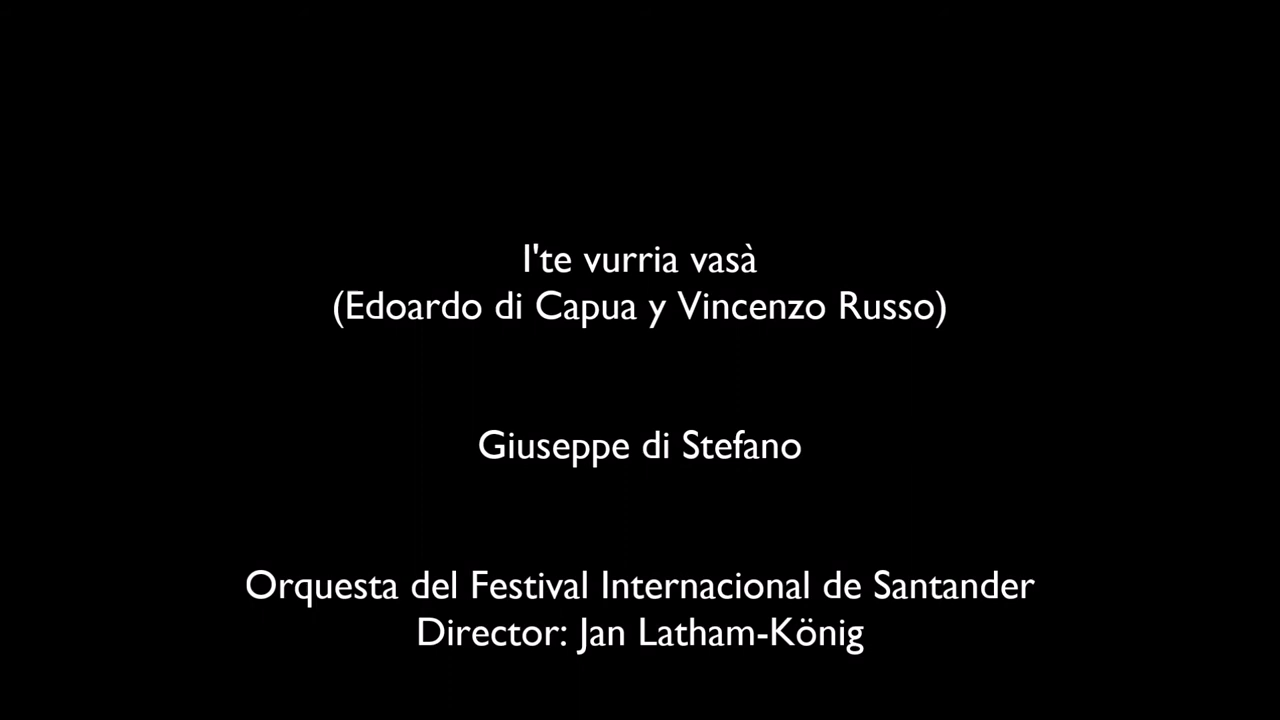 I'te vurria vasà
(Edoardo di Capua y Vincenzo Russo)
Giuseppe di Stefano
Orquesta del Festival Internacional de Santander
Director: Jan Latham-König